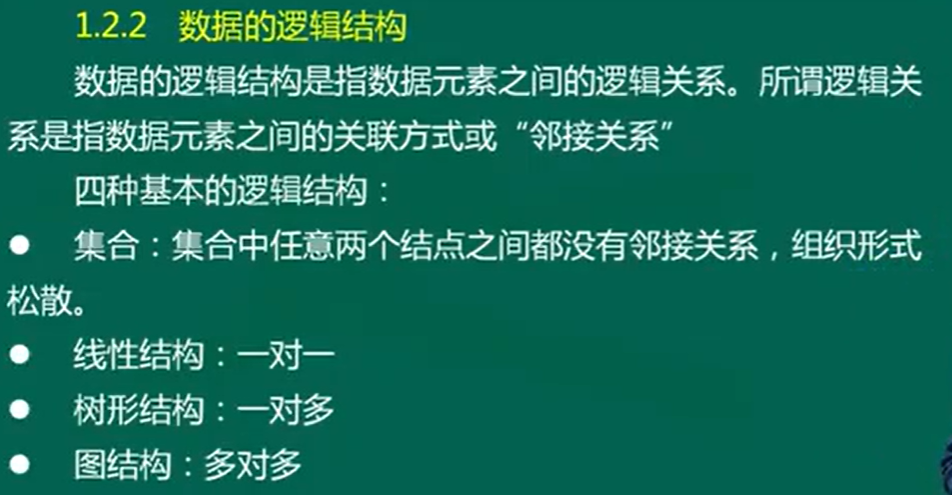 1.2.2 数据的逻辑结构
数据的逻辑结构是指数据元素之间的逻辑关系。所谓逻辑关
系是指数据元素之间的关联方式或“邻接关系”
四种基本的逻辑结构：
● 集合：集合中任意两个结点之间都没有邻接关系，组织形式
松散。
● 线性结构：一对一
● 树形结构：一对多
● 图结构：多对多